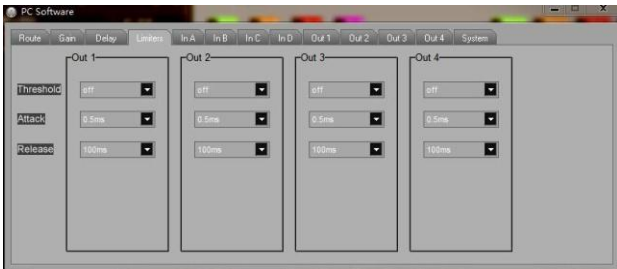 PC Software
Route Gain Delay Limiters In A In B In C In D Out 1 Out 2 Out 3 Out 4 System
Out 1 Out 2 Out 3 Out 4
Threshold off off off off
Attack 0.5ms 0.5ms 0.5ms 0.5ms
Release 100ms 100ms 100ms 100ms